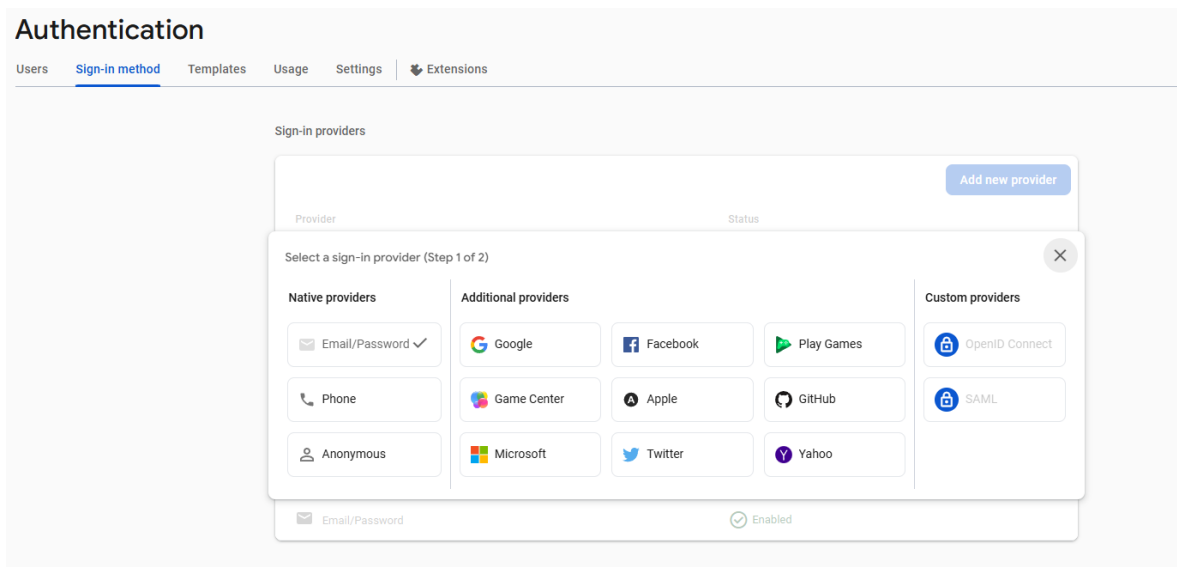 Authentication
Users Sign-in method Templates Usage Settings Extensions
Sign-in providers
Add new provider
Provider Status
Select a sign-in provider (Step 1 of 2)
Native providers Additional providers Custom providers
Email/Password Google Facebook Play Games OpenID Connect
Phone Game Center Apple GitHub SAML
Anonymous Microsoft Twitter Yahoo
Email/Password Enabled